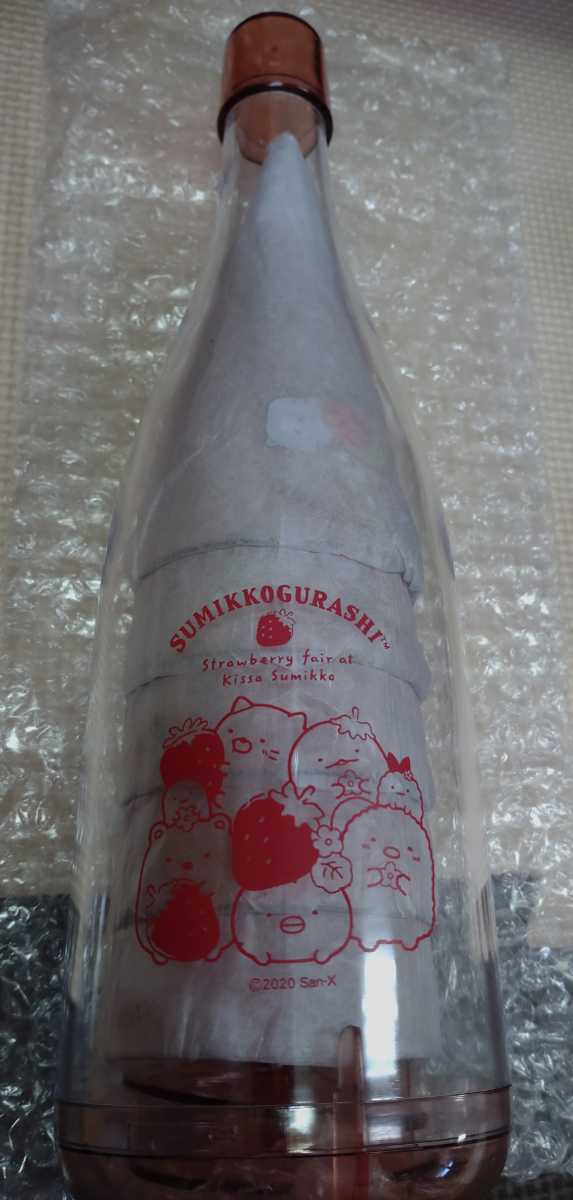 SUMIKKOGURASHI™
Strawberry fair at
Kissa Sumikko
©2020 San-X